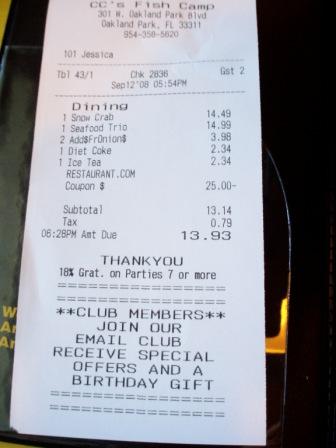 CC's Fish Camp
301 W. Oakland Park Blvd
Oakland Park, FL 33311
954-358-5620
101 Jessica
Tbl 43/1 Chk 2836 Gst 2
Sep12'08 05:54PM
Dining
1 Snow Crab 14.49
1 Seafood Trio 14.99
2 Add$FrOnion$ 3.98
1 Diet Coke 2.34
1 Ice Tea 2.34
RESTAURANT.COM
Coupon $ 25.00-
Subtotal 13.14
Tax 0.79
06:28PM Amt Due 13.93
THANKYOU
18% Grat. on Parties 7 or more
===============
===============
**CLUB MEMBERS**
JOIN OUR
EMAIL CLUB
RECEIVE SPECIAL
OFFERS AND A
BIRTHDAY GIFT
===============
===============